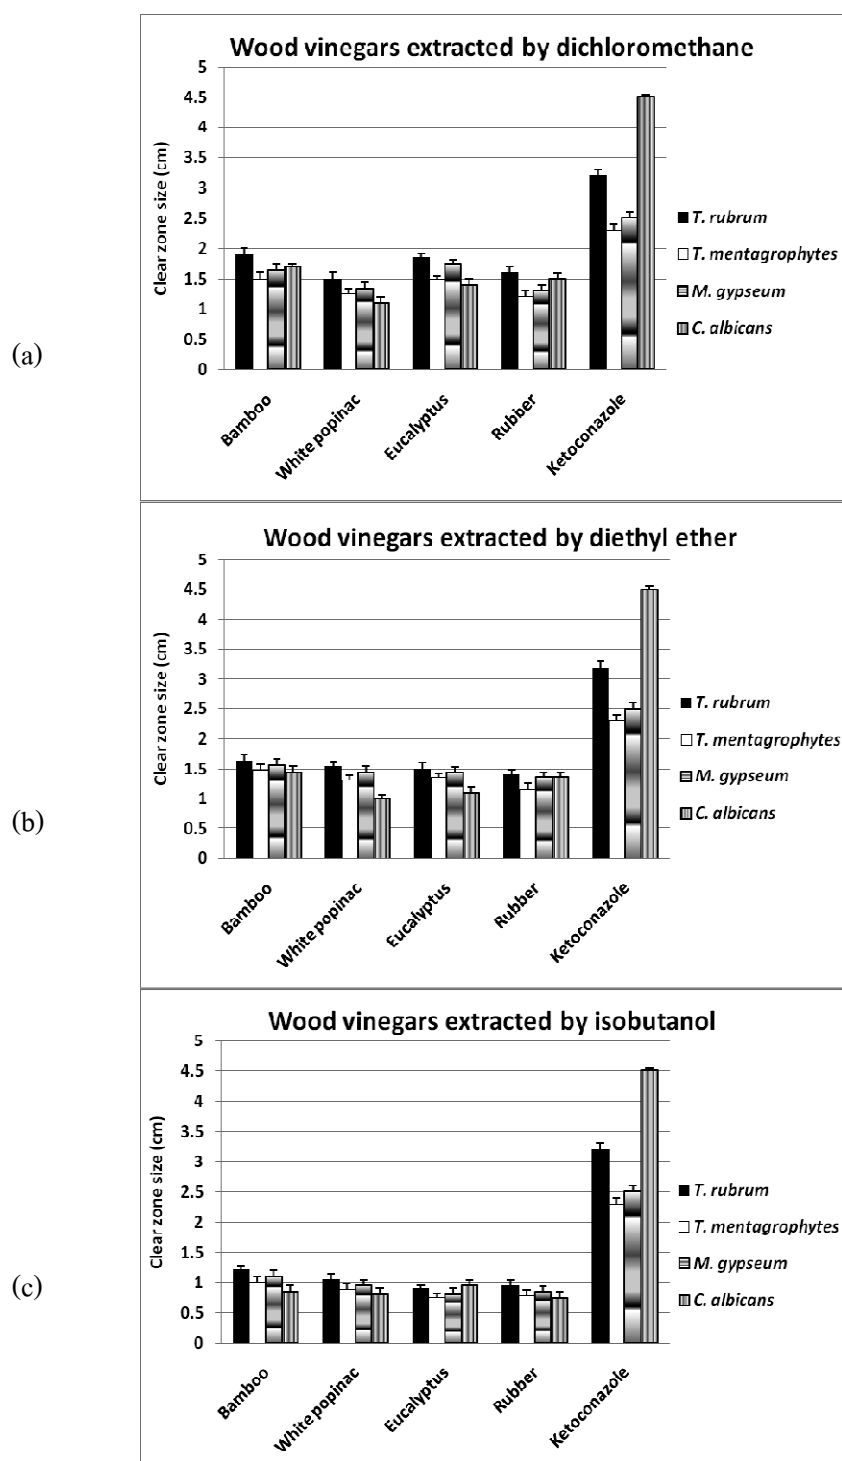 (a)
Wood vinegars extracted by dichloromethane
Clear zone size (cm)
5
4.5
4
3.5
3
2.5
2
1.5
1
0.5
0
Bamboo
White popinac
Eucalyptus
Rubber
Ketoconazole
T. rubrum
T. mentagrophytes
M. gypseum
C. albicans
(b)
Wood vinegars extracted by diethyl ether
Clear zone size (cm)
5
4.5
4
3.5
3
2.5
2
1.5
1
0.5
0
Bamboo
White popinac
Eucalyptus
Rubber
Ketoconazole
T. rubrum
T. mentagrophytes
M. gypseum
C. albicans
(c)
Wood vinegars extracted by isobutanol
Clear zone size (cm)
5
4.5
4
3.5
3
2.5
2
1.5
1
0.5
0
Bamboo
White popinac
Eucalyptus
Rubber
Ketoconazole
T. rubrum
T. mentagrophytes
M. gypseum
C. albicans